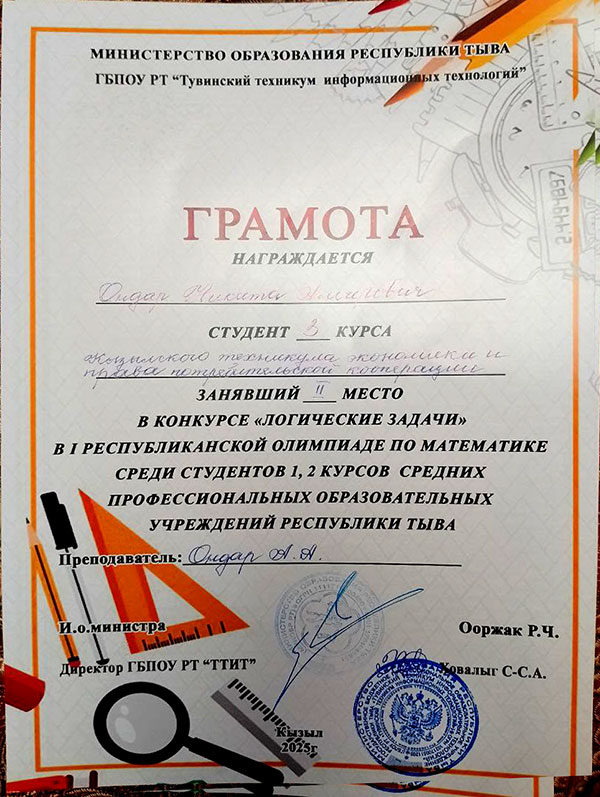 МИНИСТЕРСТВО ОБРАЗОВАНИЯ РЕСПУБЛИКИ ТЫВА
ГБПОУ РТ "Тувинский техникум информационных технологий"
ГРАМОТА
НАГРАЖДАЕТСЯ
Ондар Никита
СТУДЕНТ 3 КУРСА
Кызылского техникума экономики и
права потребительской кооперации
ЗАНЯВШИЙ II МЕСТО
В КОНКУРСЕ «ЛОГИЧЕСКИЕ ЗАДАЧИ»
В I РЕСПУБЛИКАНСКОЙ ОЛИМПИАДЕ ПО МАТЕМАТИКЕ
СРЕДИ СТУДЕНТОВ 1, 2 КУРСОВ СРЕДНИХ
ПРОФЕССИОНАЛЬНЫХ ОБРАЗОВАТЕЛЬНЫХ
УЧРЕЖДЕНИЙ РЕСПУБЛИКИ ТЫВА
Преподаватель: Ондар А.А.
И.о.министра Ооржак Р.Ч.
Директор ГБПОУ РТ "ТТИТ" Ховалыг С-С.А.
Кызыл
2025г